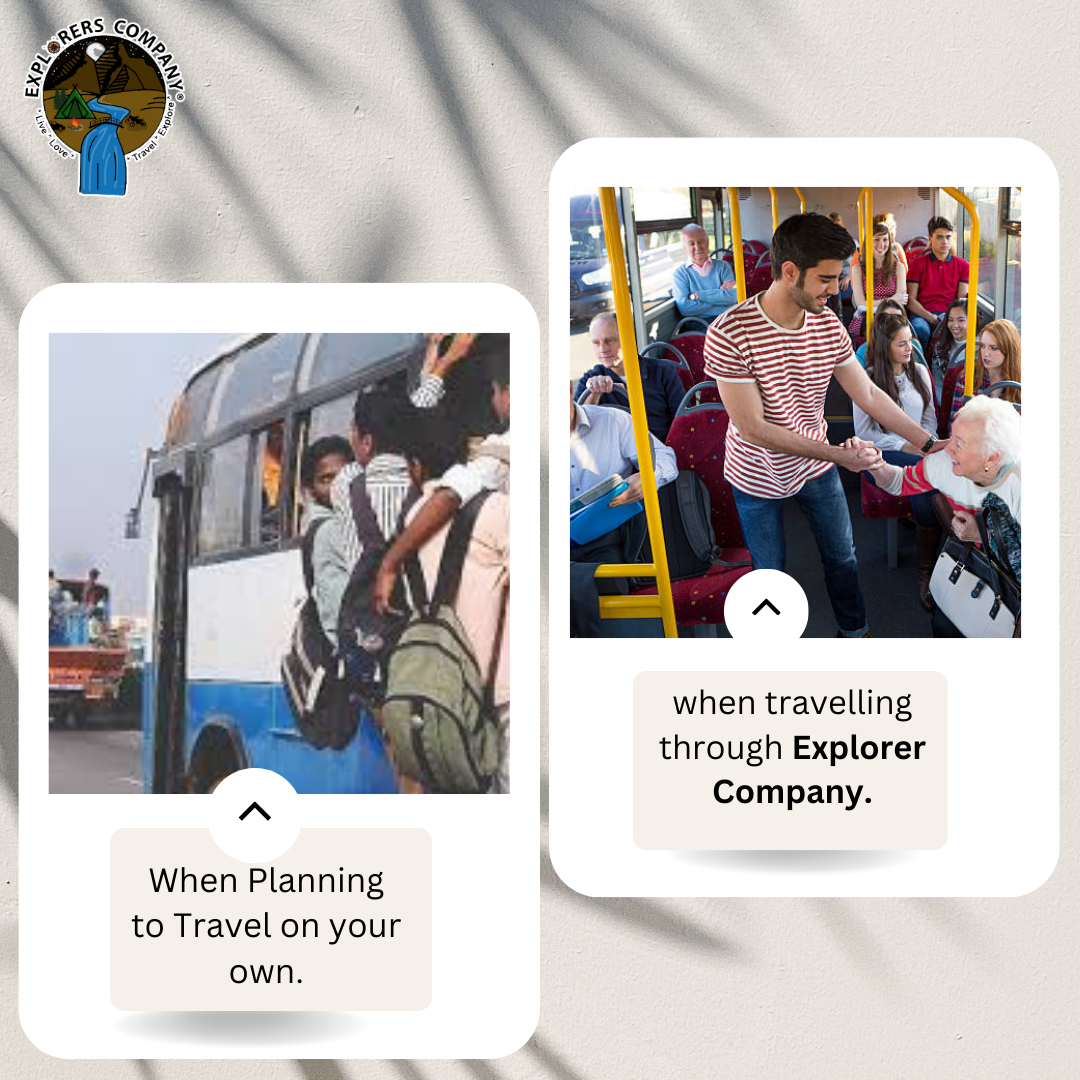 EXPLORERS COMPANY
• Live • Love • • Travel • Explore •
When Planning
to Travel on your
own.
when travelling
through Explorer
Company.